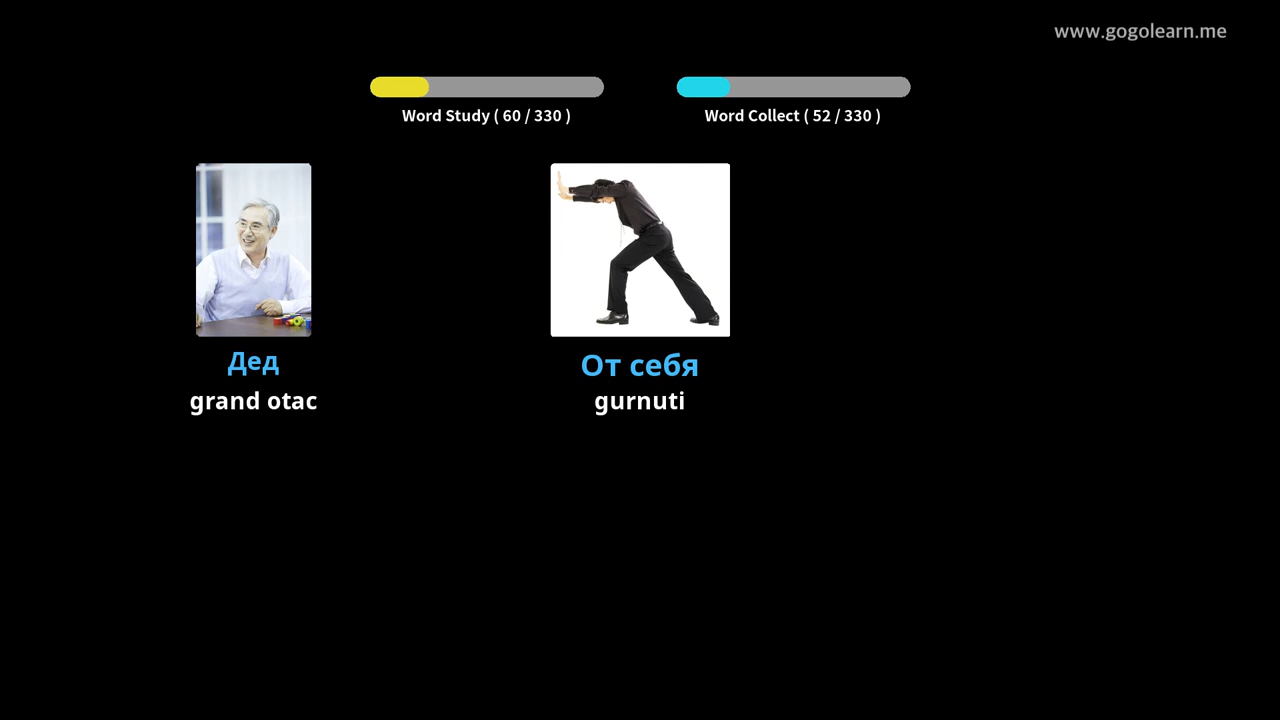 www.gogolearn.me
Word Study ( 60 / 330 )
Word Collect ( 52 / 330 )
Дед
grand otac
От себя
gurnuti